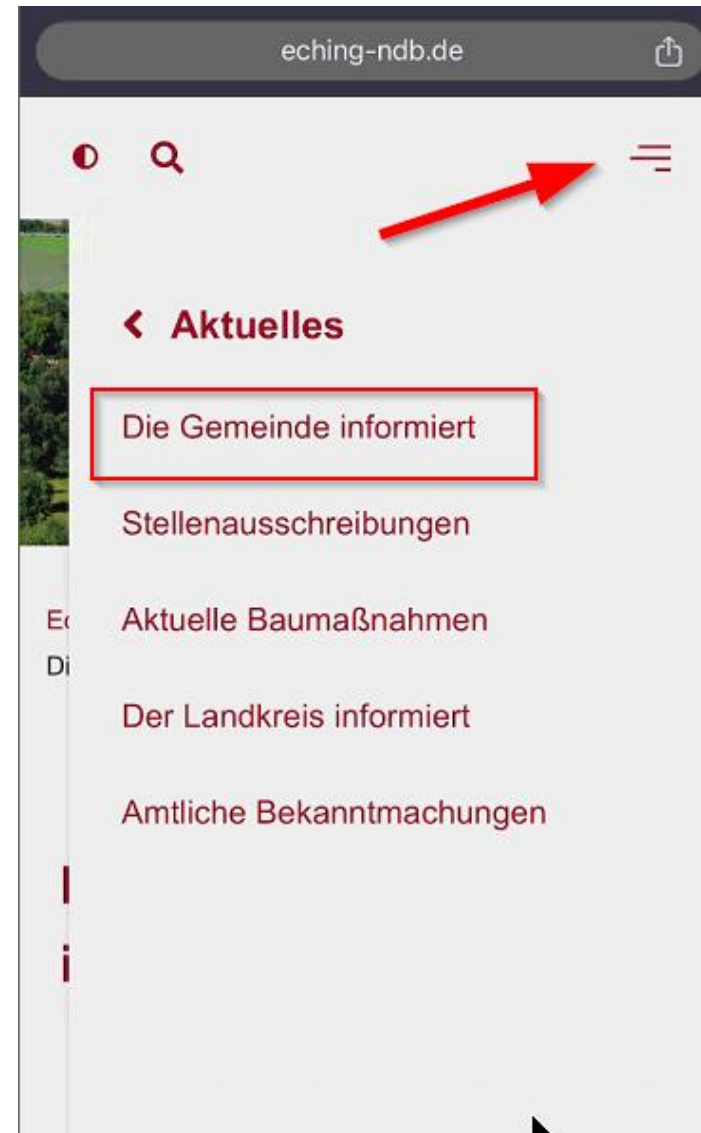 eching-ndb.de
Aktuelles
Die Gemeinde informiert
Stellenausschreibungen
Aktuelle Baumaßnahmen
Der Landkreis informiert
Amtliche Bekanntmachungen